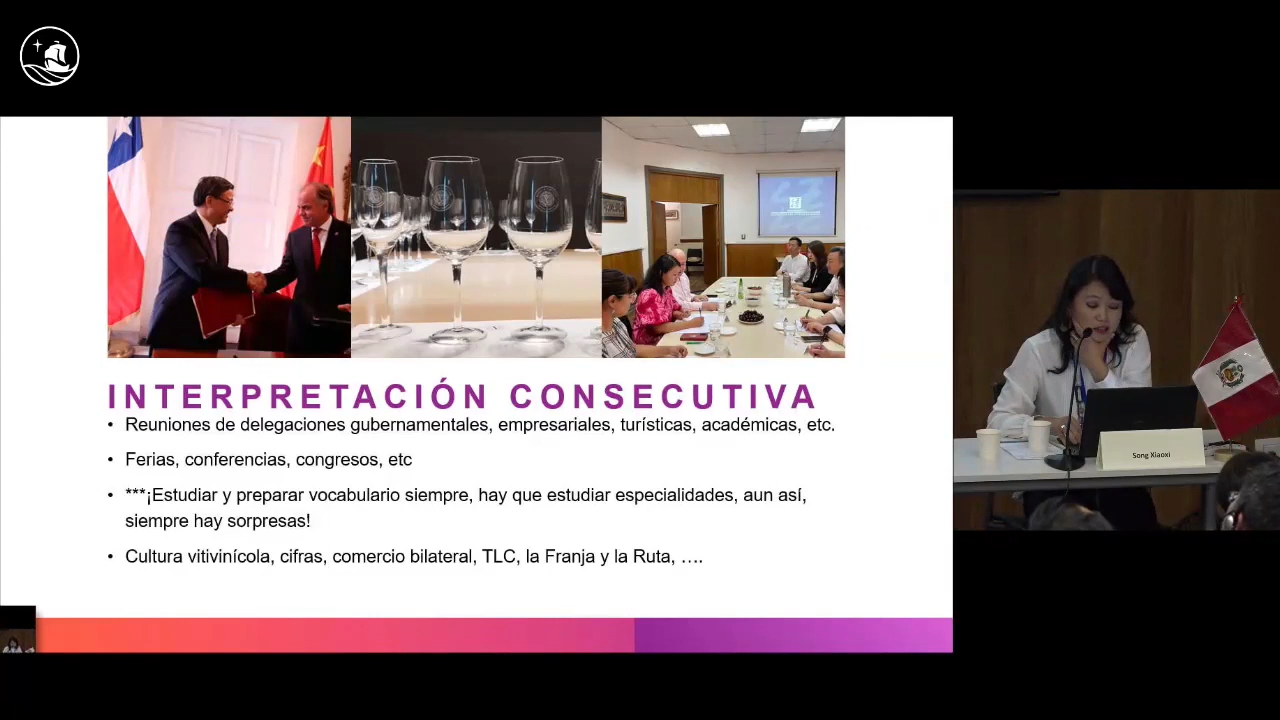 INTERPRETACIÓN CONSECUTIVA
• Reuniones de delegaciones gubernamentales, empresariales, turísticas, académicas, etc.
• Ferias, conferencias, congresos, etc
• ***¡Estudiar y preparar vocabulario siempre, hay que estudiar especialidades, aun así,
siempre hay sorpresas!
• Cultura vitivinícola, cifras, comercio bilateral, TLC, la Franja y la Ruta, ….
Song Xiaoxi